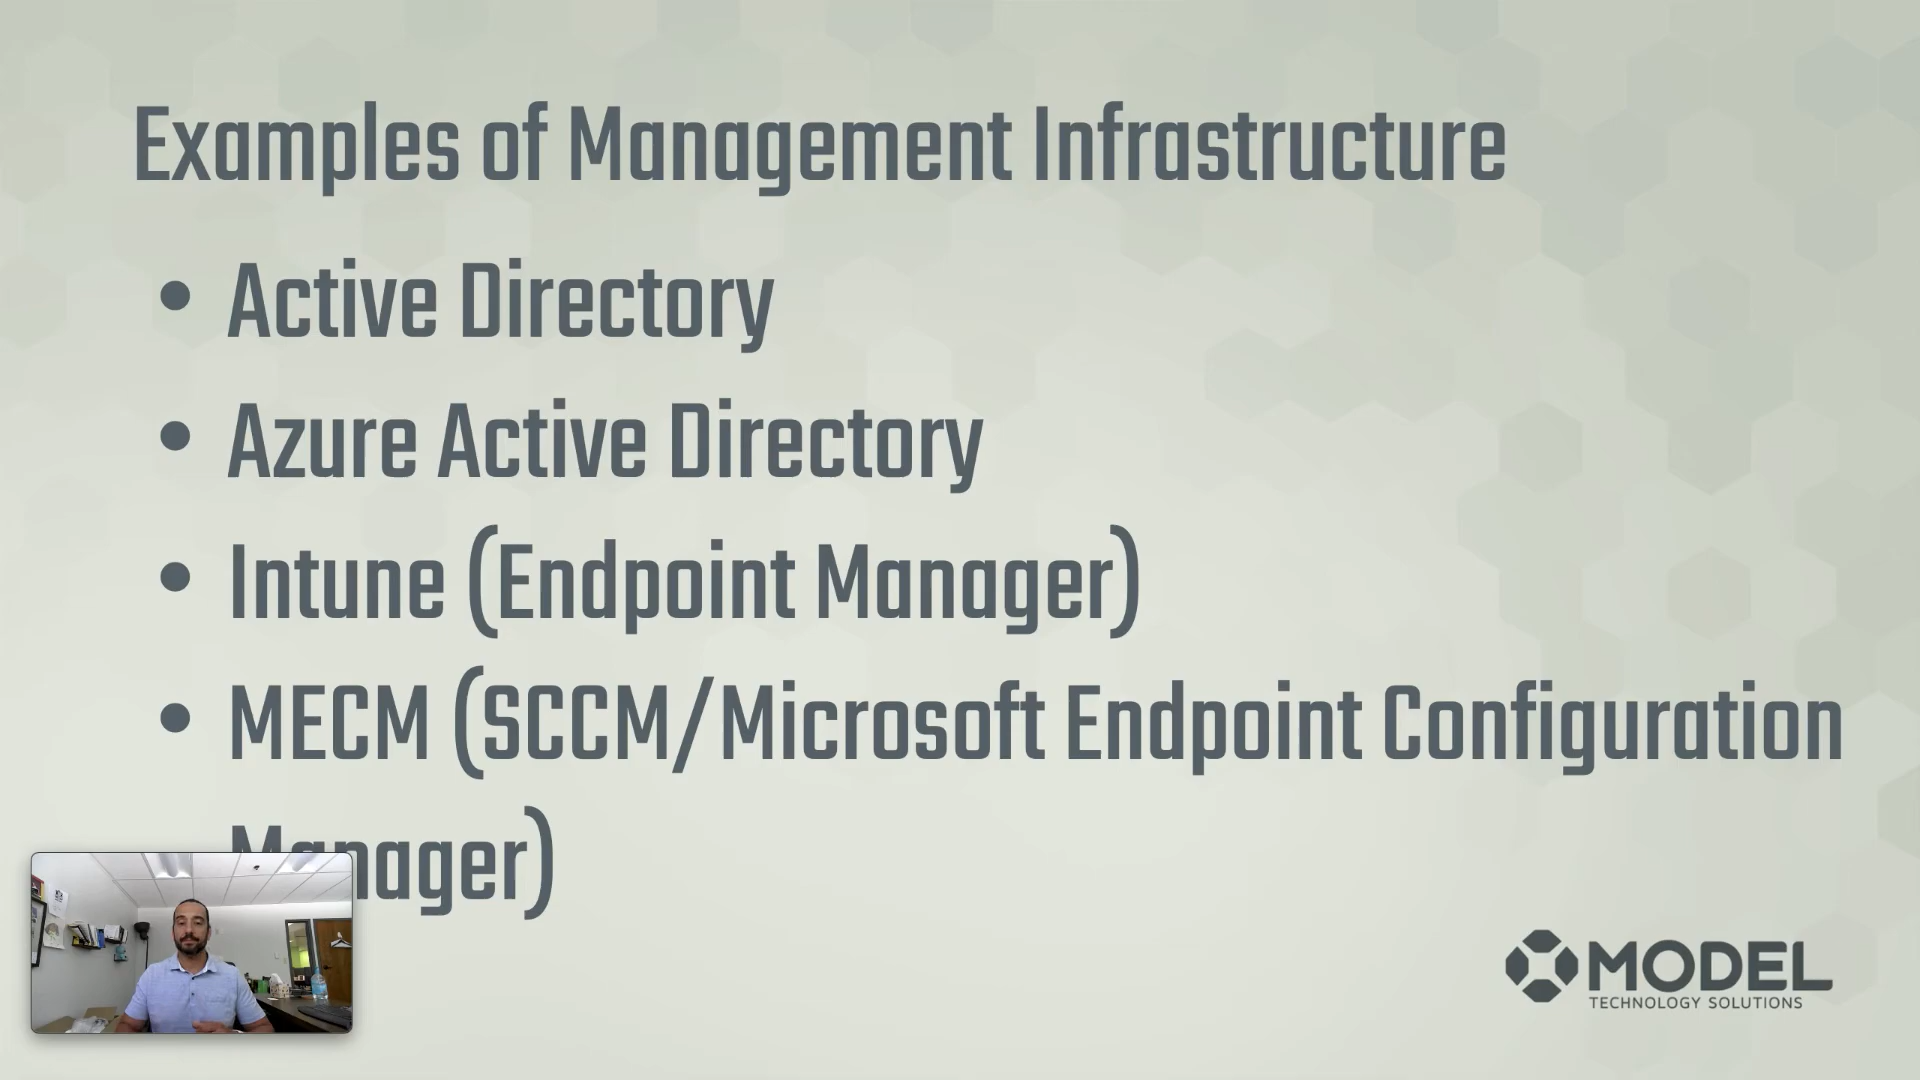 Examples of Management Infrastructure
• Active Directory
• Azure Active Directory
• Intune (Endpoint Manager)
• MECM (SCCM/Microsoft Endpoint Configuration
Manager)
MODEL
TECHNOLOGY SOLUTIONS